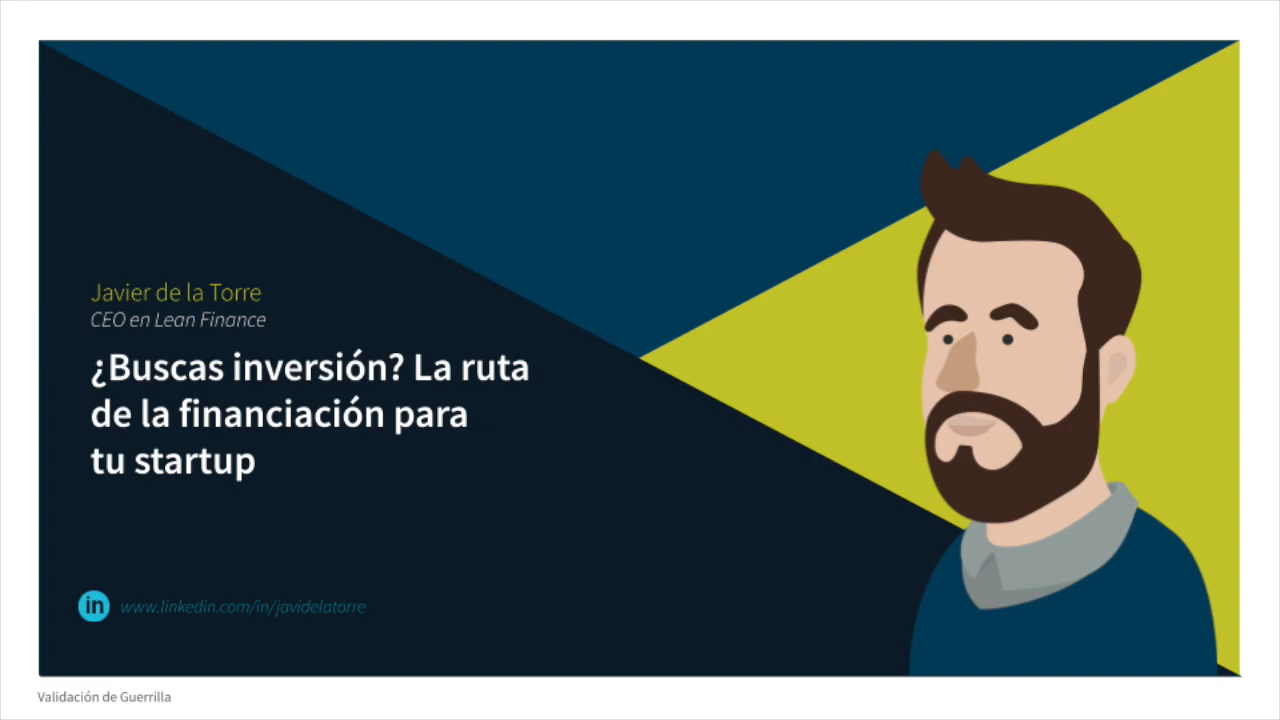 Javier de la Torre
CEO en Lean Finance
¿Buscas inversión? La ruta
de la financiación para
tu startup
in www.linkedin.com/in/javidelatorre
Validación de Guerrilla